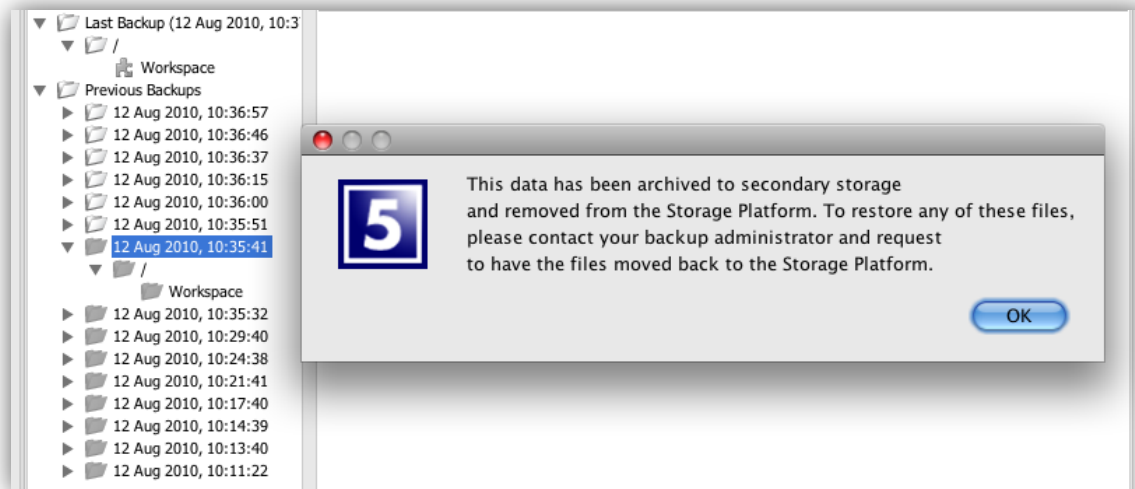 Last Backup (12 Aug 2010, 10:3
/
Workspace
Previous Backups
12 Aug 2010, 10:36:57
12 Aug 2010, 10:36:46
12 Aug 2010, 10:36:37
12 Aug 2010, 10:36:15
12 Aug 2010, 10:36:00
12 Aug 2010, 10:35:51
12 Aug 2010, 10:35:41
/
Workspace
12 Aug 2010, 10:35:32
12 Aug 2010, 10:29:40
12 Aug 2010, 10:24:38
12 Aug 2010, 10:21:41
12 Aug 2010, 10:17:40
12 Aug 2010, 10:14:39
12 Aug 2010, 10:13:40
12 Aug 2010, 10:11:22
5
This data has been archived to secondary storage
and removed from the Storage Platform. To restore any of these files,
please contact your backup administrator and request
to have the files moved back to the Storage Platform.
OK